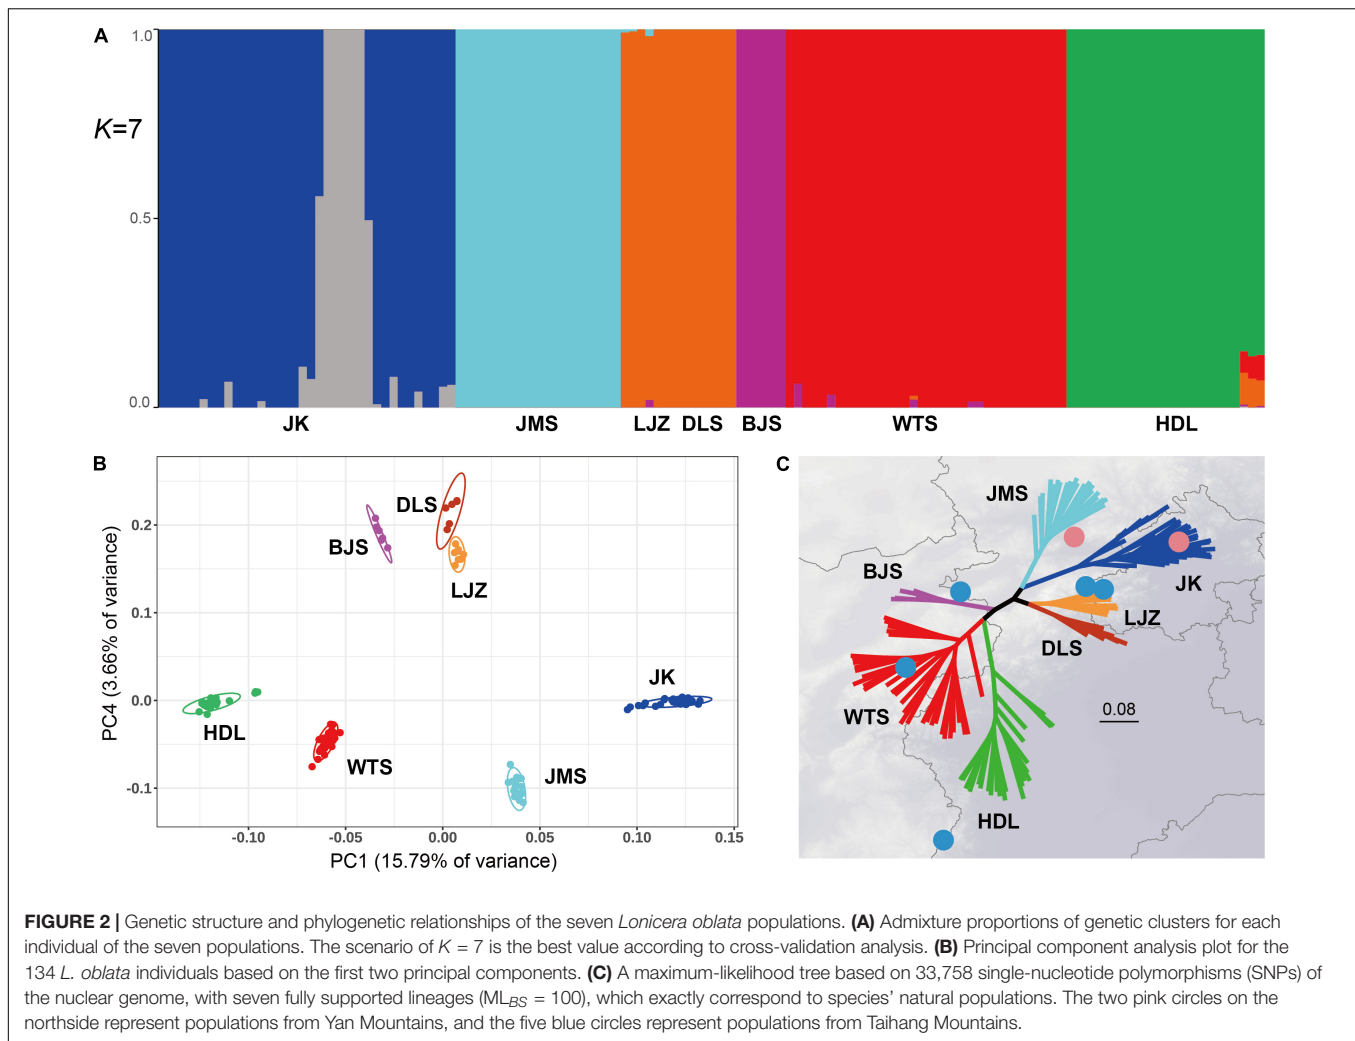 A
1.0
K=7
0.5
0.0
JK JMS LJZ DLS BJS WTS HDL
B
PC4 (3.66% of variance)
0.2
0.1
0.0
-0.1
DLS
BJS
LJZ
JK
HDL
WTS
JMS
-0.10 -0.05 0.00 0.05 0.10 0.15
PC1 (15.79% of variance)
C
JMS
BJS
JK
LJZ
DLS
WTS
0.08
HDL
FIGURE 2 | Genetic structure and phylogenetic relationships of the seven Lonicera oblata populations. (A) Admixture proportions of genetic clusters for each
individual of the seven populations. The scenario of K = 7 is the best value according to cross-validation analysis. (B) Principal component analysis plot for the
134 L. oblata individuals based on the first two principal components. (C) A maximum-likelihood tree based on 33,758 single-nucleotide polymorphisms (SNPs) of
the nuclear genome, with seven fully supported lineages (MLBS = 100), which exactly correspond to species' natural populations. The two pink circles on the
northside represent populations from Yan Mountains, and the five blue circles represent populations from Taihang Mountains.